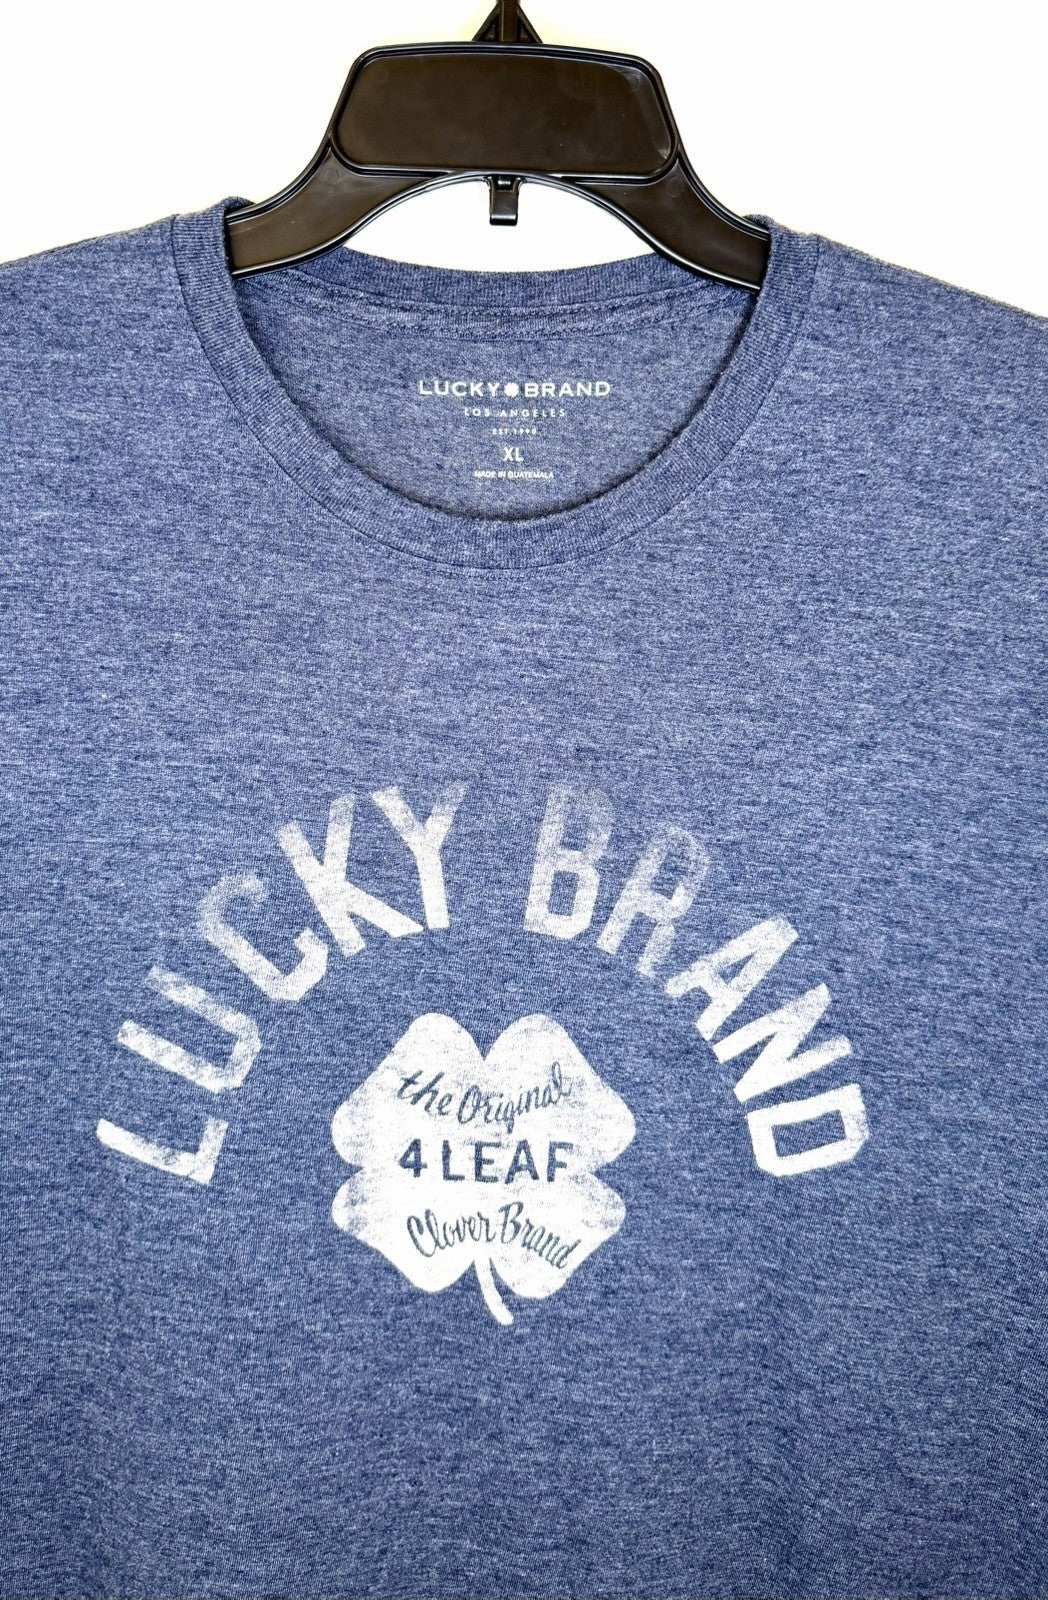 LUCKY BRAND
LOS ANGELES
EST. 1990
XL
MADE IN GUATEMALA
LUCKY BRAND
the Original
4 LEAF
Clover Brand